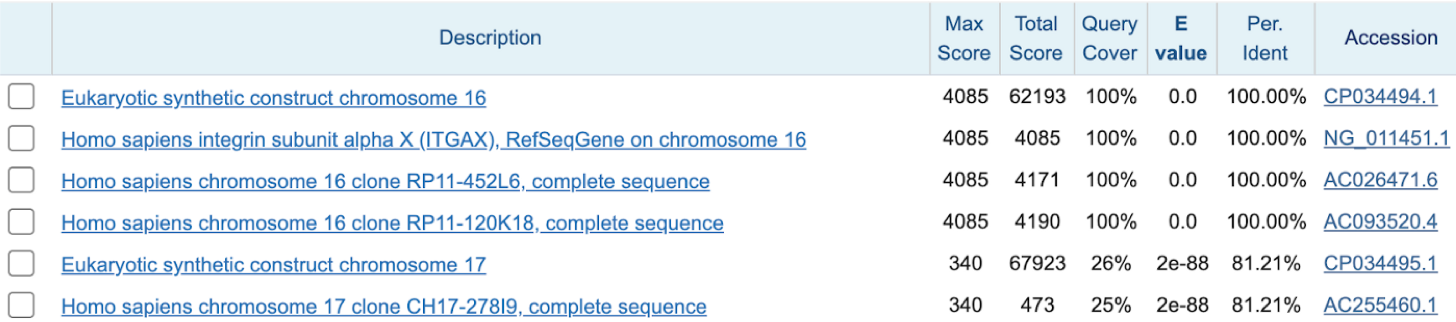 Description Max Score Total Score Query Cover E value Per. Ident Accession
Eukaryotic synthetic construct chromosome 16 4085 62193 100% 0.0 100.00% CP034494.1
Homo sapiens integrin subunit alpha X (ITGAX), RefSeqGene on chromosome 16 4085 4085 100% 0.0 100.00% NG_011451.1
Homo sapiens chromosome 16 clone RP11-452L6, complete sequence 4085 4171 100% 0.0 100.00% AC026471.6
Homo sapiens chromosome 16 clone RP11-120K18, complete sequence 4085 4190 100% 0.0 100.00% AC093520.4
Eukaryotic synthetic construct chromosome 17 340 67923 26% 2e-88 81.21% CP034495.1
Homo sapiens chromosome 17 clone CH17-278I9, complete sequence 340 473 25% 2e-88 81.21% AC255460.1